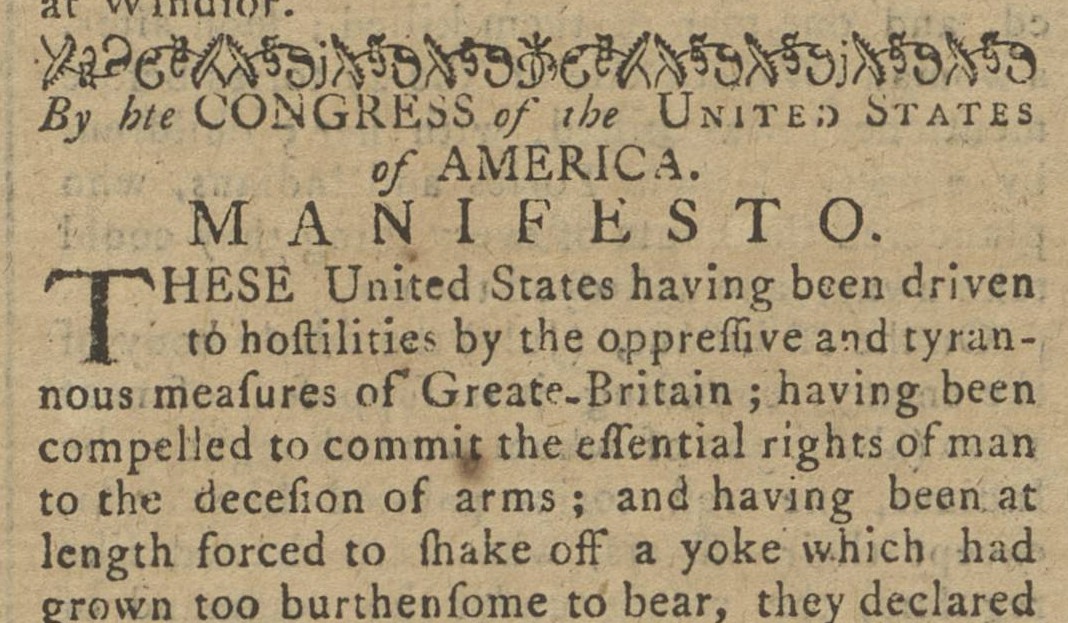 at Windſor.
By hte CONGRESS of the UNITED STATES
of AMERICA.
MANIFESTO.
THESE United States having been driven
to hoſtilities by the oppreſſive and tyran-
nous meaſures of Greate-Britain ; having been
compelled to commit the eſſential rights of man
to the deceſion of arms ; and having been at
length forced to ſhake off a yoke which had
grown too burthenſome to bear, they declared